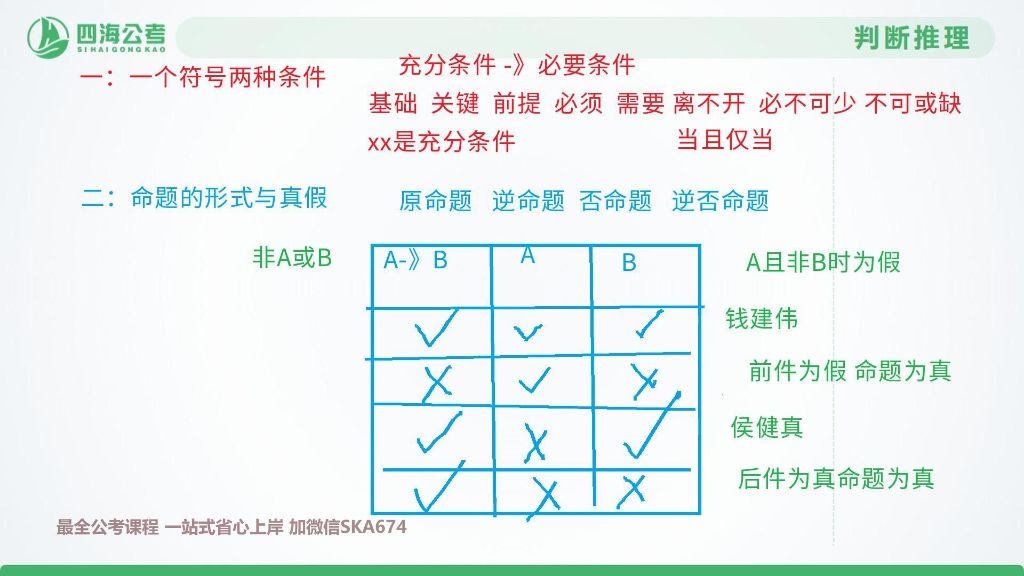 四海公考
SIHAIGONGKAO
判断推理
一：一个符号两种条件
充分条件 -》必要条件
基础 关键 前提 必须 需要 离不开 必不可少 不可或缺
xx是充分条件 当且仅当
二：命题的形式与真假
原命题 逆命题 否命题 逆否命题
非A或B
A-》B A B
A且非B时为假
钱建伟
前件为假 命题为真
侯健真
后件为真命题为真
最全公考课程 一站式省心上岸 加微信SKA674